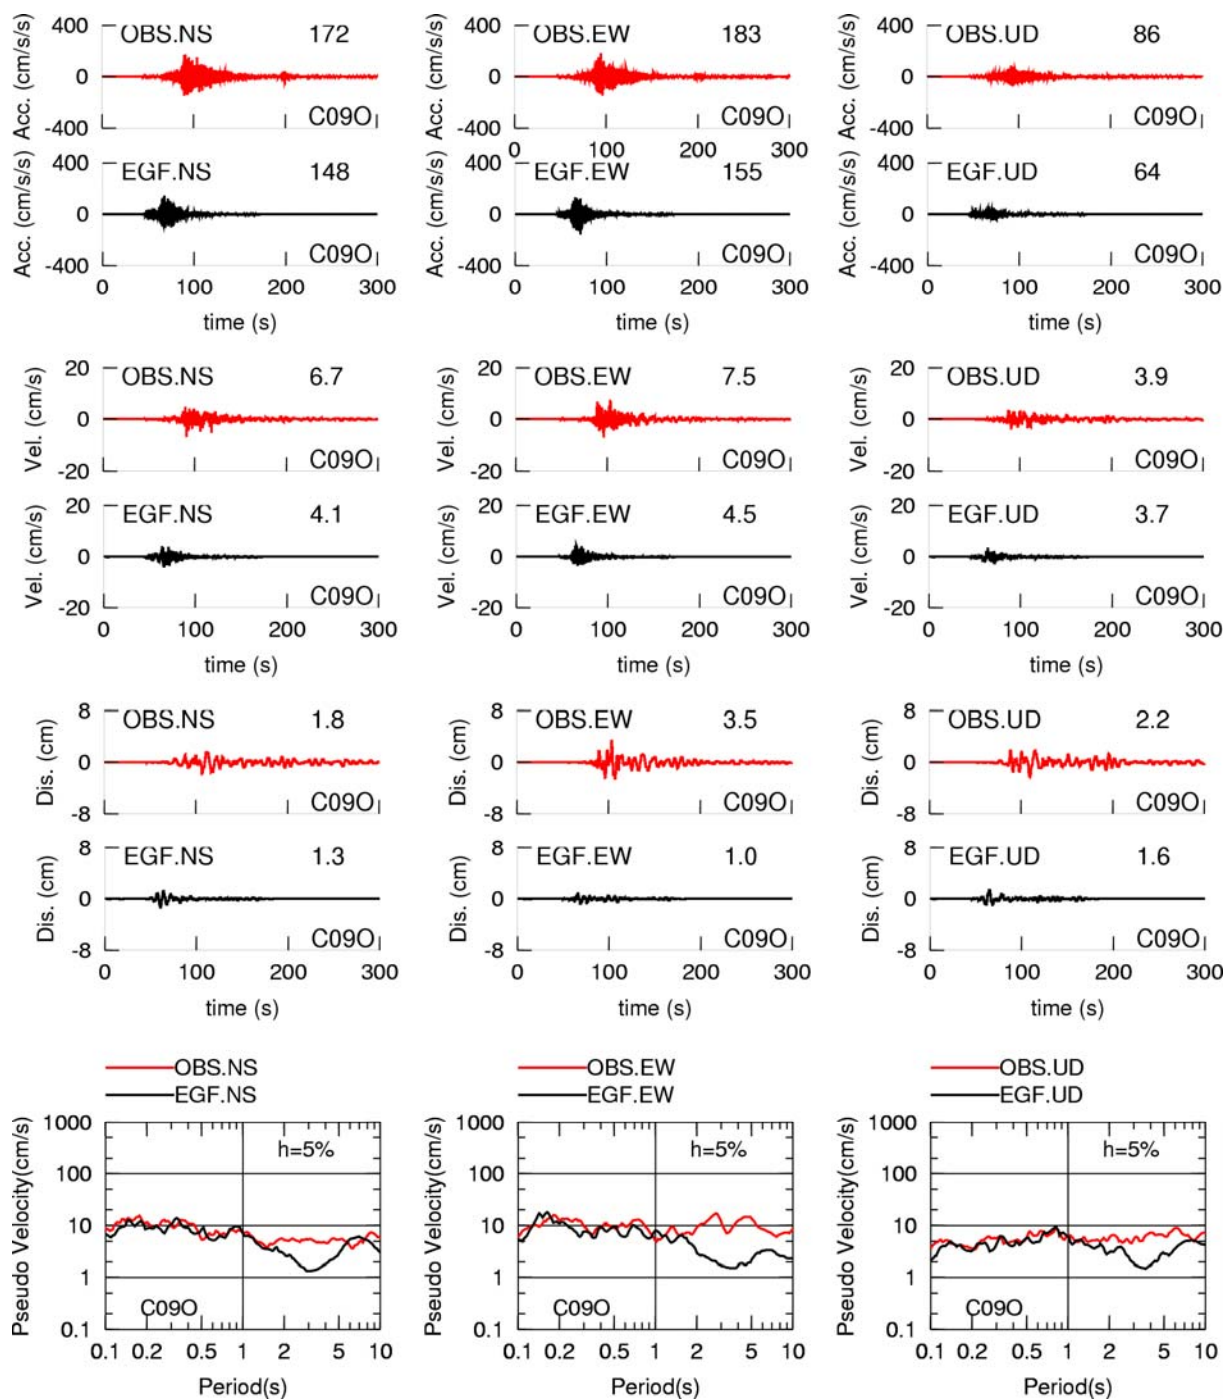 400 OBS.NS 172
0
-400 C09O
Acc. (cm/s/s)
400 EGF.NS 148
0
-400 C09O
Acc. (cm/s/s)
0 100 200 300
time (s)
400 OBS.EW 183
0
-400 C09O
Acc. (cm/s/s)
0 100 200 300
400 EGF.EW 155
0
-400 C09O
Acc. (cm/s/s)
0 100 200 300
time (s)
400 OBS.UD 86
0
-400 C09O
Acc. (cm/s/s)
400 EGF.UD 64
0
-400 C09O
Acc. (cm/s/s)
0 100 200 300
time (s)
20 OBS.NS 6.7
0
-20 C09O
Vel. (cm/s)
20 EGF.NS 4.1
0
-20 C09O
Vel. (cm/s)
0 100 200 300
time (s)
20 OBS.EW 7.5
0
-20 C09O
Vel. (cm/s)
20 EGF.EW 4.5
0
-20 C09O
Vel. (cm/s)
0 100 200 300
time (s)
20 OBS.UD 3.9
0
-20 C09O
Vel. (cm/s)
20 EGF.UD 3.7
0
-20 C09O
Vel. (cm/s)
0 100 200 300
time (s)
8 OBS.NS 1.8
0
-8 C09O
Dis. (cm)
8 EGF.NS 1.3
0
-8 C09O
Dis. (cm)
0 100 200 300
time (s)
8 OBS.EW 3.5
0
-8 C09O
Dis. (cm)
8 EGF.EW 1.0
0
-8 C09O
Dis. (cm)
0 100 200 300
time (s)
8 OBS.UD 2.2
0
-8 C09O
Dis. (cm)
8 EGF.UD 1.6
0
-8 C09O
Dis. (cm)
0 100 200 300
time (s)
OBS.NS
EGF.NS
1000
h=5%
100
10
1
C09O
0.1
Pseudo Velocity(cm/s)
0.1 0.2 0.5 1 2 5 10
Period(s)
OBS.EW
EGF.EW
1000
h=5%
100
10
1
C09O
0.1
Pseudo Velocity(cm/s)
0.1 0.2 0.5 1 2 5 10
Period(s)
OBS.UD
EGF.UD
1000
h=5%
100
10
1
C09O
0.1
Pseudo Velocity(cm/s)
0.1 0.2 0.5 1 2 5 10
Period(s)